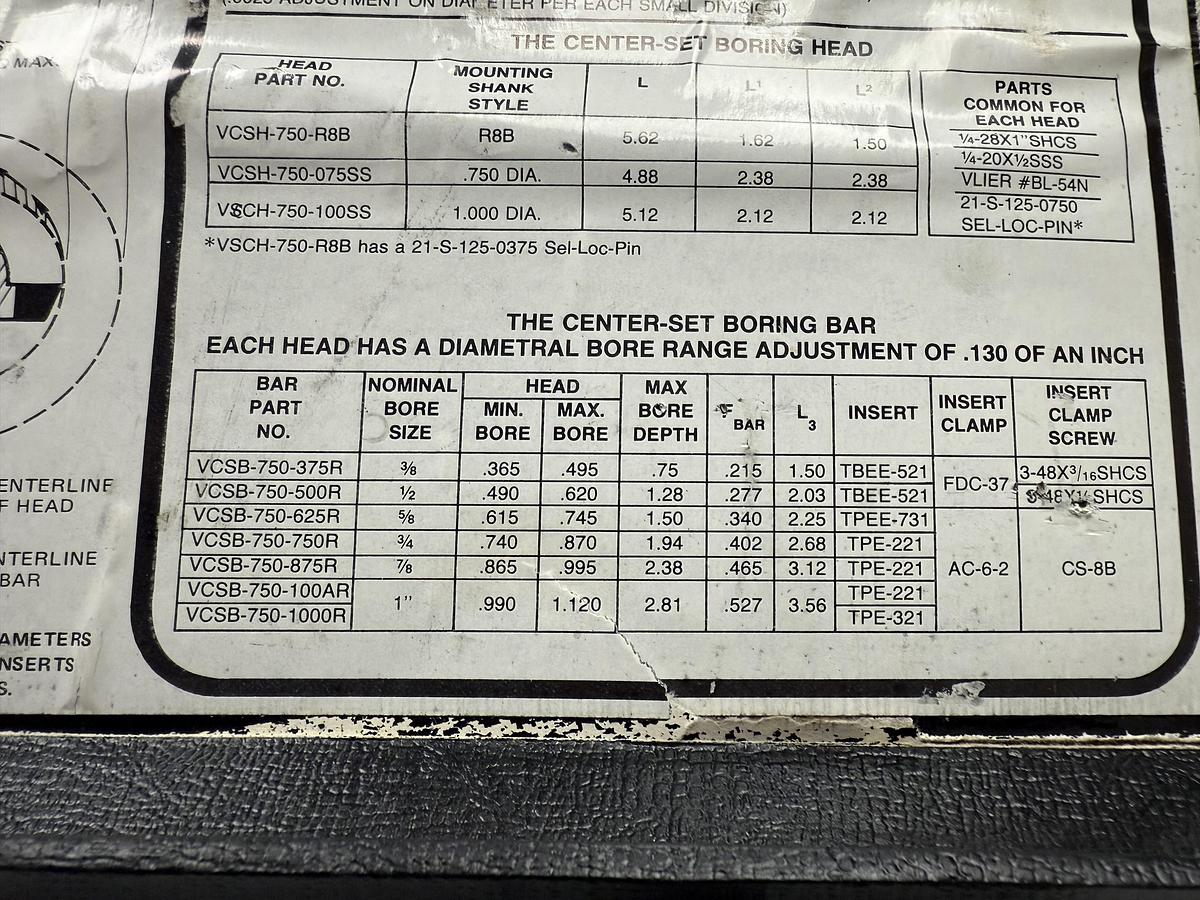 (.0025 ADJUSTMENT ON DIAMETER PER EACH SMALL DIVISION)
THE CENTER-SET BORING HEAD
HEAD PART NO. MOUNTING SHANK STYLE L L¹ L² PARTS COMMON FOR EACH HEAD
VCSH-750-R8B R8B 5.62 1.62 1.50 ¼-28X1"SHCS
¼-20X½SSS
VCSH-750-075SS .750 DIA. 4.88 2.38 2.38 VLIER #BL-54N
VSCH-750-100SS 1.000 DIA. 5.12 2.12 2.12 21-S-125-0750
SEL-LOC-PIN*
*VSCH-750-R8B has a 21-S-125-0375 Sel-Loc-Pin
THE CENTER-SET BORING BAR
EACH HEAD HAS A DIAMETRAL BORE RANGE ADJUSTMENT OF .130 OF AN INCH
BAR PART NO. NOMINAL BORE SIZE HEAD MIN. BORE MAX. BORE MAX BORE DEPTH F BAR L3 INSERT INSERT CLAMP INSERT CLAMP SCREW
VCSB-750-375R ⅜ .365 .495 .75 .215 1.50 TBEE-521 FDC-37 3-48X3/16SHCS
VCSB-750-500R ½ .490 .620 1.28 .277 2.03 TBEE-521 SHCS
VCSB-750-625R ⅝ .615 .745 1.50 .340 2.25 TPEE-731
VCSB-750-750R ¾ .740 .870 1.94 .402 2.68 TPE-221
VCSB-750-875R ⅞ .865 .995 2.38 .465 3.12 TPE-221 AC-6-2 CS-8B
VCSB-750-100AR 1" .990 1.120 2.81 .527 3.56 TPE-221
VCSB-750-1000R TPE-321
MAX.
ENTERLINE
F HEAD
NTERLINE
BAR
AMETERS
NSERTS
S.